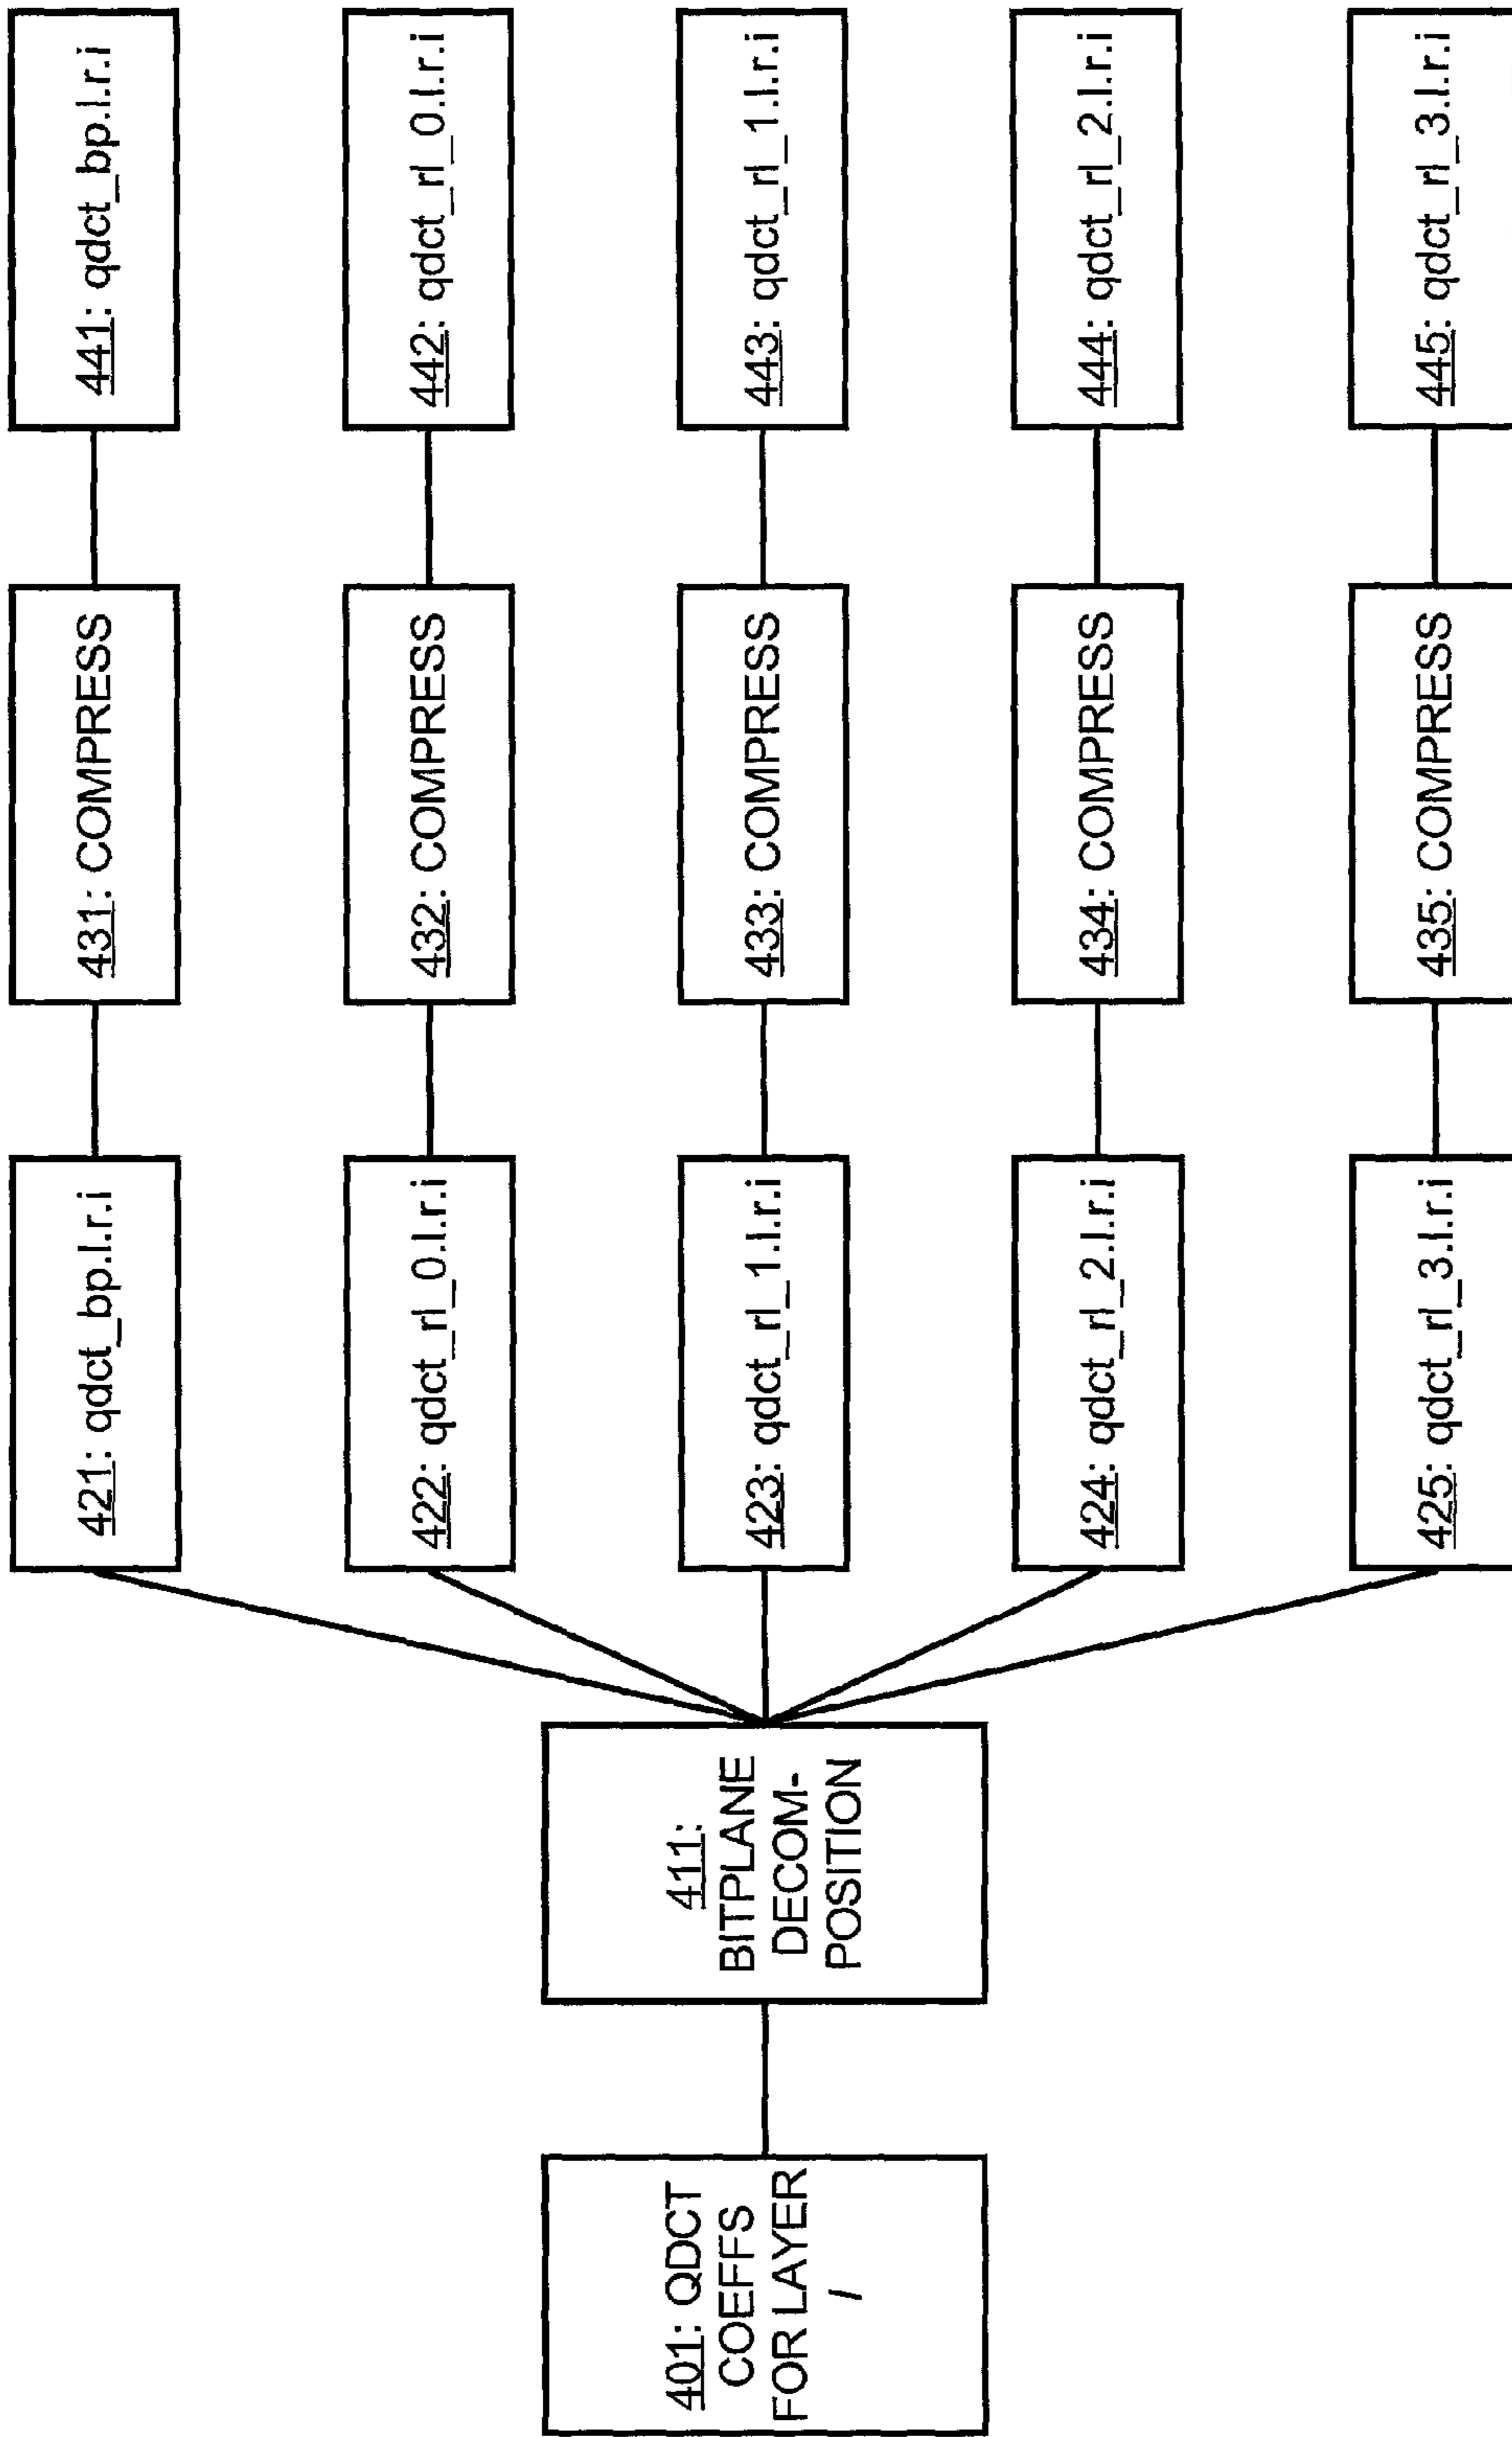 401: QDCT
COEFFS
FOR LAYER
l
411:
BITPLANE
DECOM-
POSITION
421: qdct_bp.l.r.i
431: COMPRESS
441: qdct_bp.l.r.i
422: qdct_rl_0.l.r.i
432: COMPRESS
442: qdct_rl_0.l.r.i
423: qdct_rl_1.l.r.i
433: COMPRESS
443: qdct_rl_1.l.r.i
424: qdct_rl_2.l.r.i
434: COMPRESS
444: qdct_rl_2.l.r.i
425: qdct_rl_3.l.r.i
435: COMPRESS
445: qdct_rl_3.l.r.i